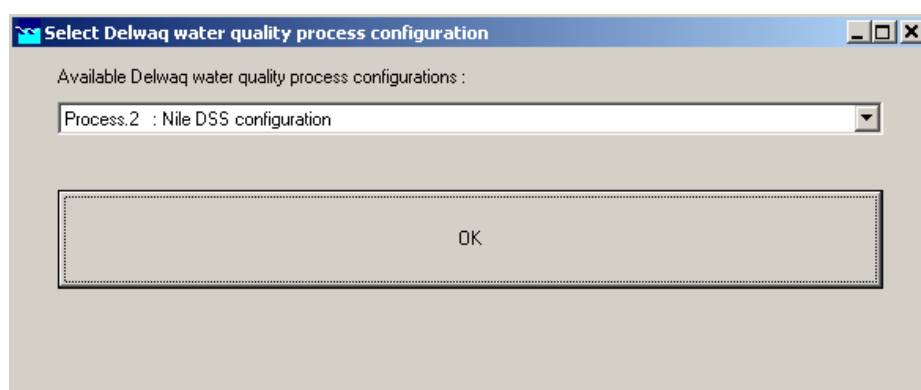 Select Delwaq water quality process configuration
Available Delwaq water quality process configurations :
Process.2 : Nile DSS configuration
OK